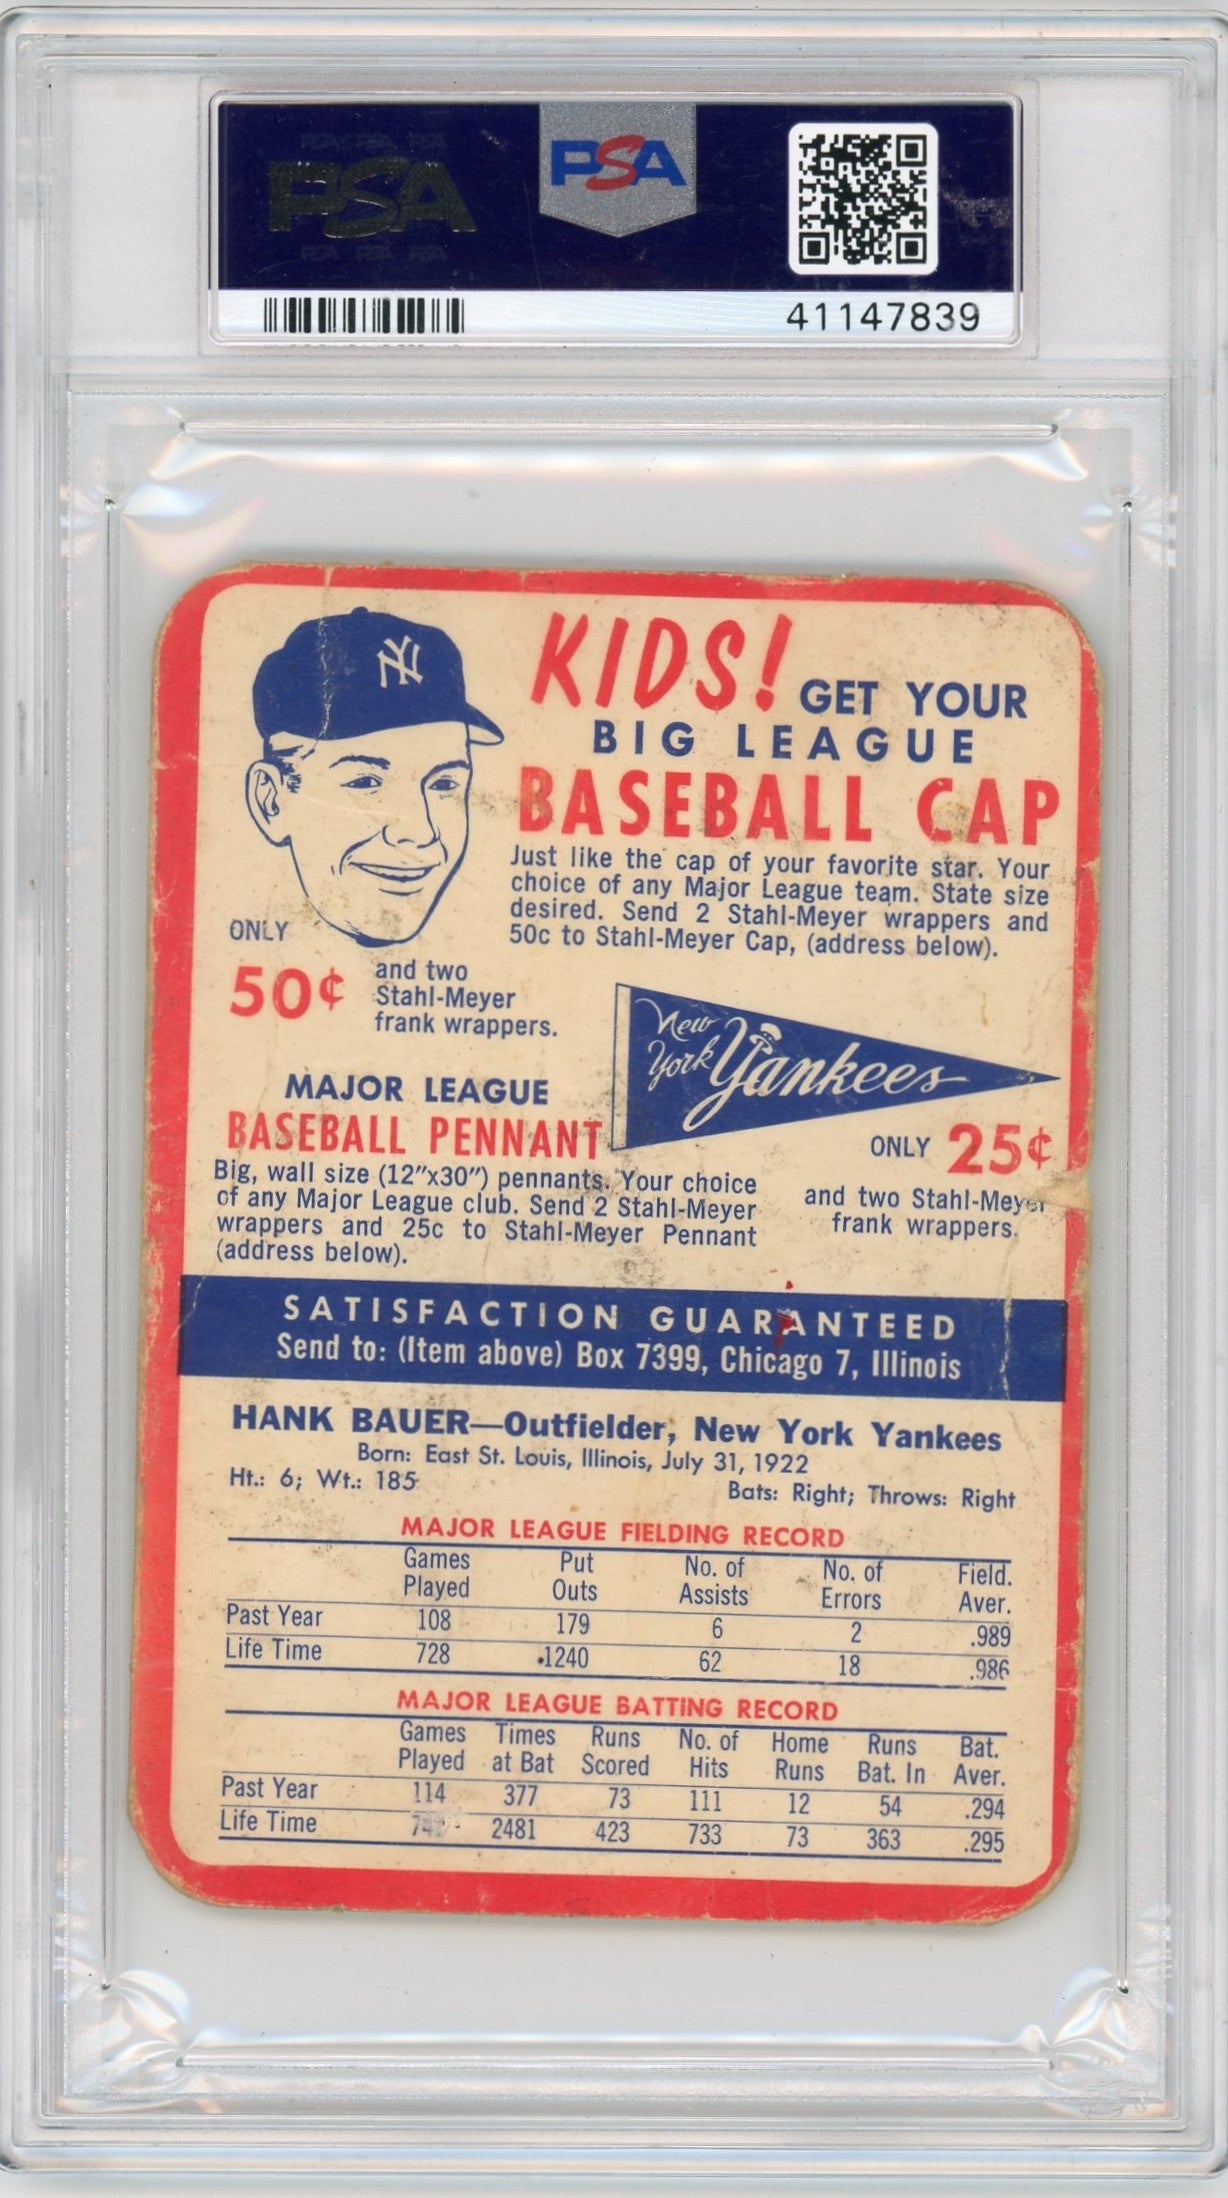 PSA PSA PSA
PSA
PSA PSA PSA
PSA
41147839
NY
KIDS! GET YOUR
BIG LEAGUE
BASEBALL CAP
Just like the cap of your favorite star. Your
choice of any Major League team. State size
desired. Send 2 Stahl-Meyer wrappers and
50c to Stahl-Meyer Cap, (address below).
ONLY
50¢ and two
Stahl-Meyer
frank wrappers.
New York Yankees
MAJOR LEAGUE
BASEBALL PENNANT
Big, wall size (12"x30") pennants. Your choice
of any Major League club. Send 2 Stahl-Meyer
wrappers and 25c to Stahl-Meyer Pennant
(address below).
ONLY 25¢
and two Stahl-Meyer
frank wrappers.
SATISFACTION GUARANTEED
Send to: (Item above) Box 7399, Chicago 7, Illinois
HANK BAUER—Outfielder, New York Yankees
Born: East St. Louis, Illinois, July 31, 1922
Ht.: 6; Wt.: 185 Bats: Right; Throws: Right
MAJOR LEAGUE FIELDING RECORD
Games Put No. of No. of Field.
Played Outs Assists Errors Aver.
Past Year 108 179 6 2 .989
Life Time 728 1240 62 18 .986
MAJOR LEAGUE BATTING RECORD
Games Times Runs No. of Home Runs Bat.
Played at Bat Scored Hits Runs Bat. In Aver.
Past Year 114 377 73 111 12 54 .294
Life Time 2481 423 733 73 363 .295